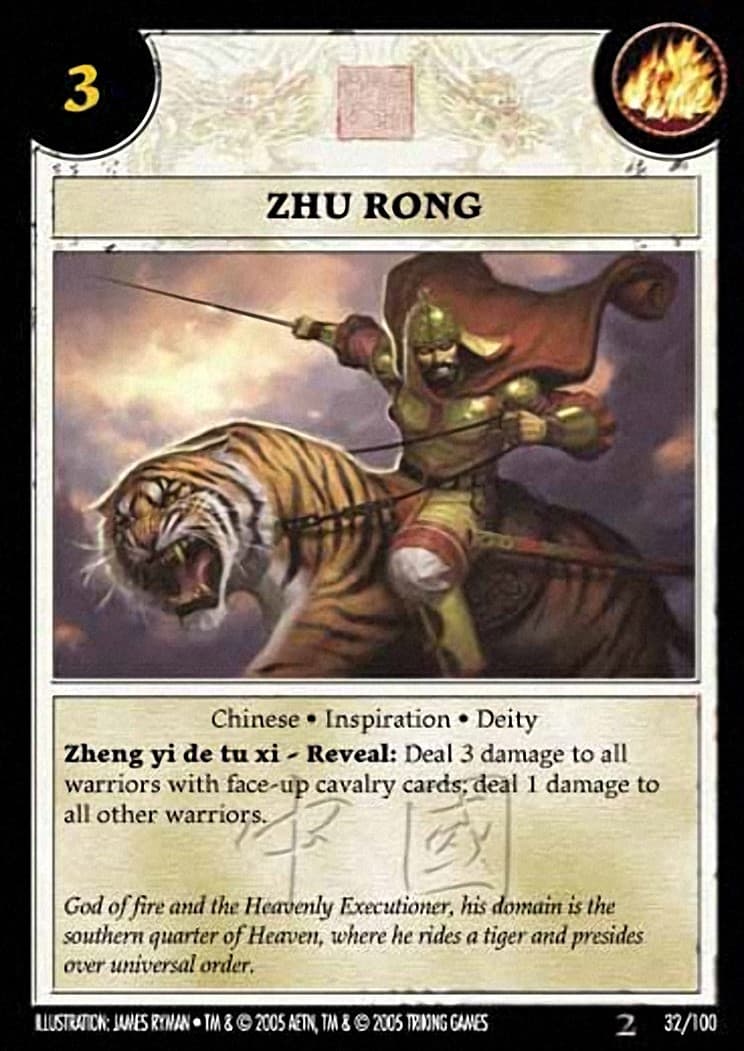 3
ZHU RONG
Chinese • Inspiration • Deity
Zheng yi de tu xi - Reveal: Deal 3 damage to all
warriors with face-up cavalry cards; deal 1 damage to
all other warriors.
中國
God of fire and the Heavenly Executioner, his domain is the
southern quarter of Heaven, where he rides a tiger and presides
over universal order.
ILLUSTRATION: JAMES RYMAN • TM & © 2005 AETN, TM & © 2005 TRIKING GAMES
2 32/100